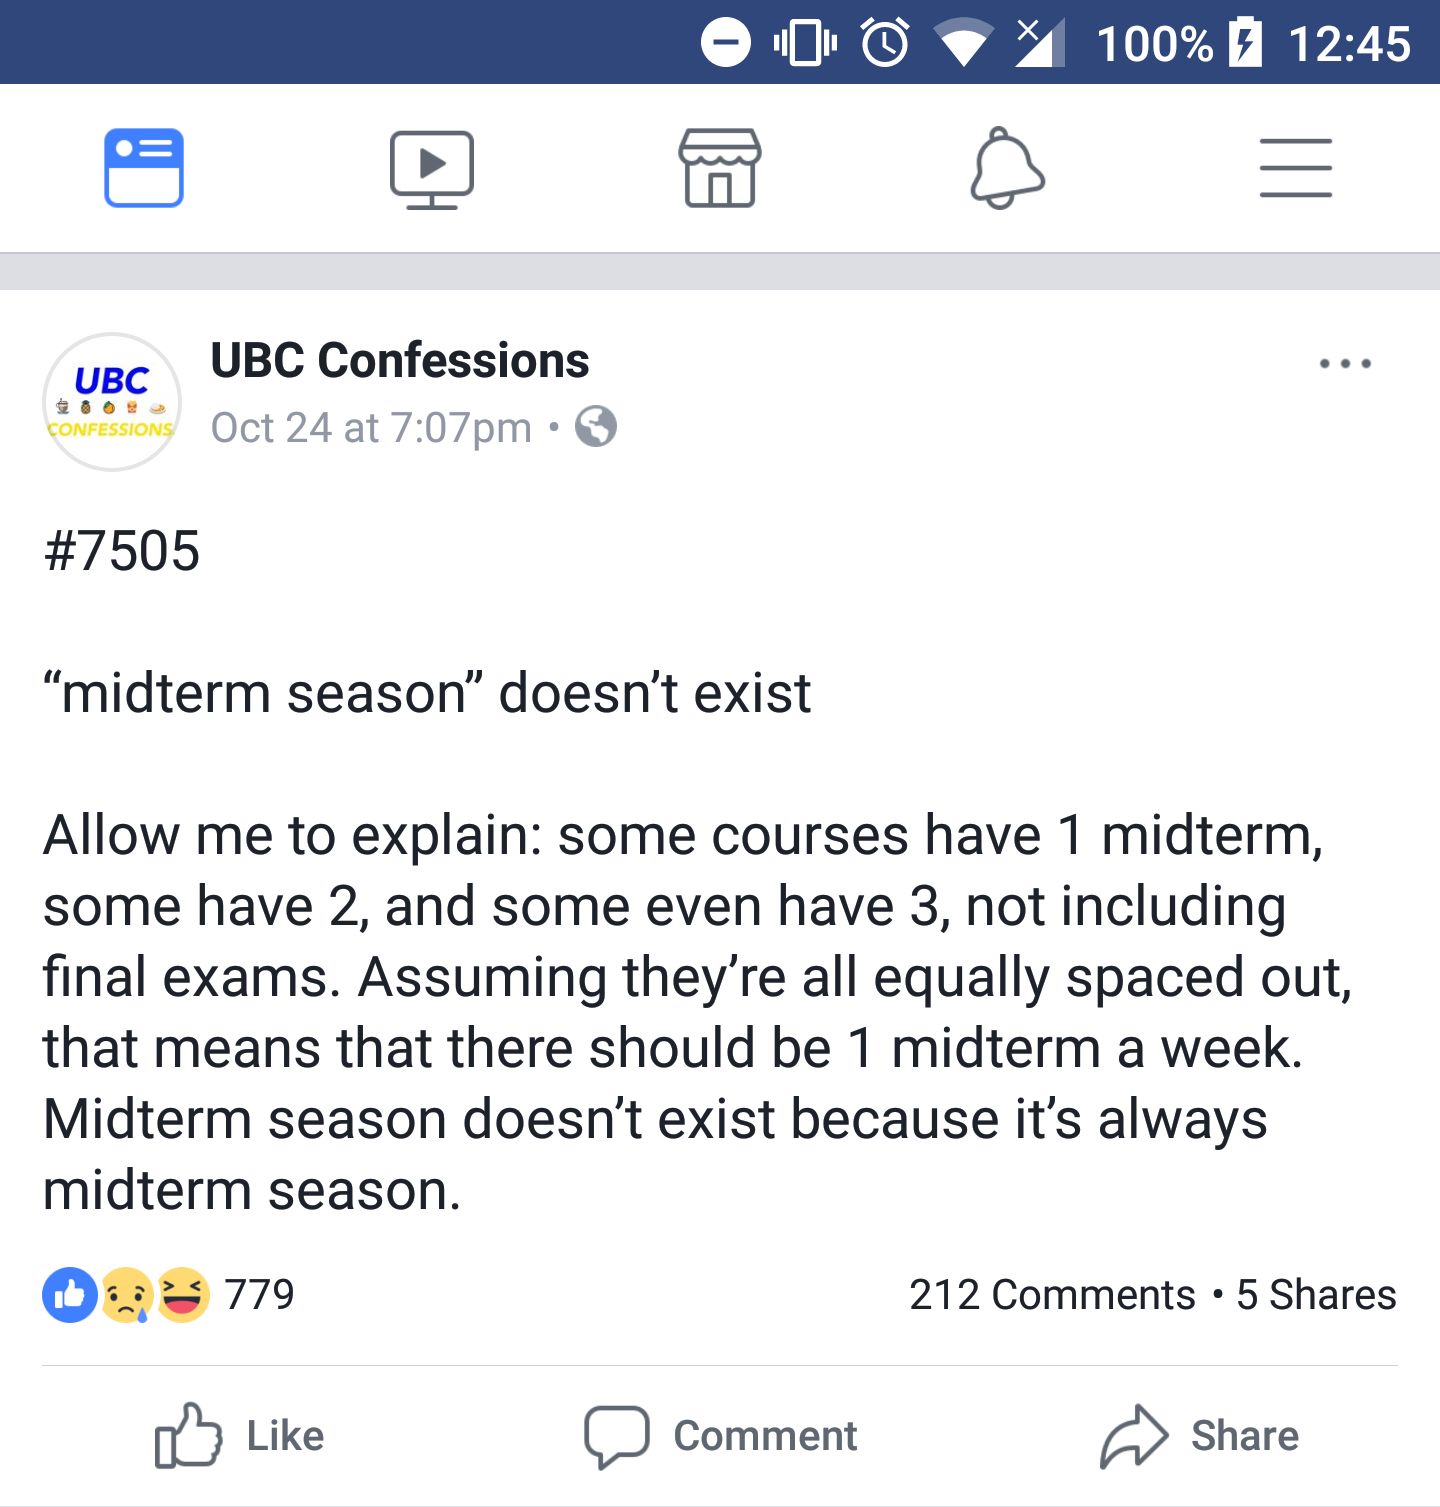 100% 12:45
UBC Confessions
UBC
CONFESSIONS
Oct 24 at 7:07pm •
#7505
“midterm season” doesn’t exist
Allow me to explain: some courses have 1 midterm,
some have 2, and some even have 3, not including
final exams. Assuming they’re all equally spaced out,
that means that there should be 1 midterm a week.
Midterm season doesn’t exist because it’s always
midterm season.
779 212 Comments • 5 Shares
Like Comment Share